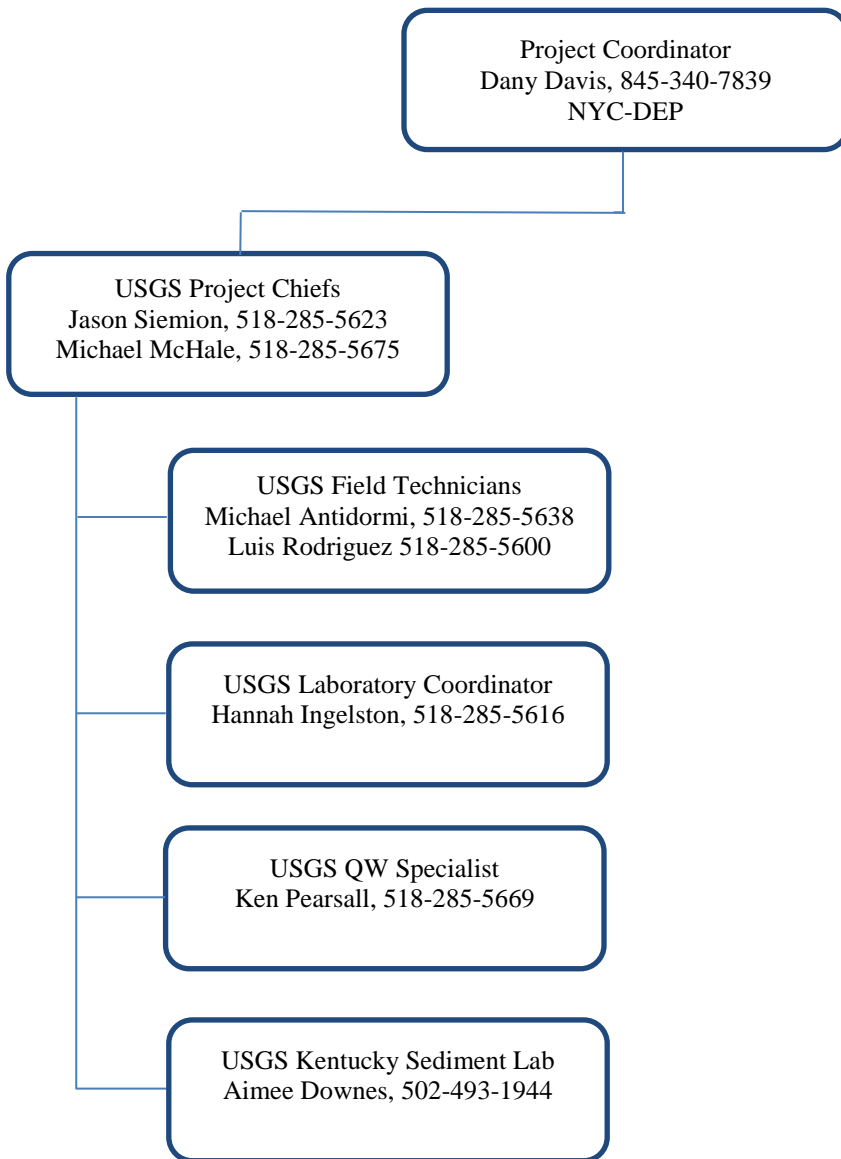 Project Coordinator
Dany Davis, 845-340-7839
NYC-DEP
USGS Project Chiefs
Jason Siemion, 518-285-5623
Michael McHale, 518-285-5675
USGS Field Technicians
Michael Antidormi, 518-285-5638
Luis Rodriguez 518-285-5600
USGS Laboratory Coordinator
Hannah Ingelston, 518-285-5616
USGS QW Specialist
Ken Pearsall, 518-285-5669
USGS Kentucky Sediment Lab
Aimee Downes, 502-493-1944